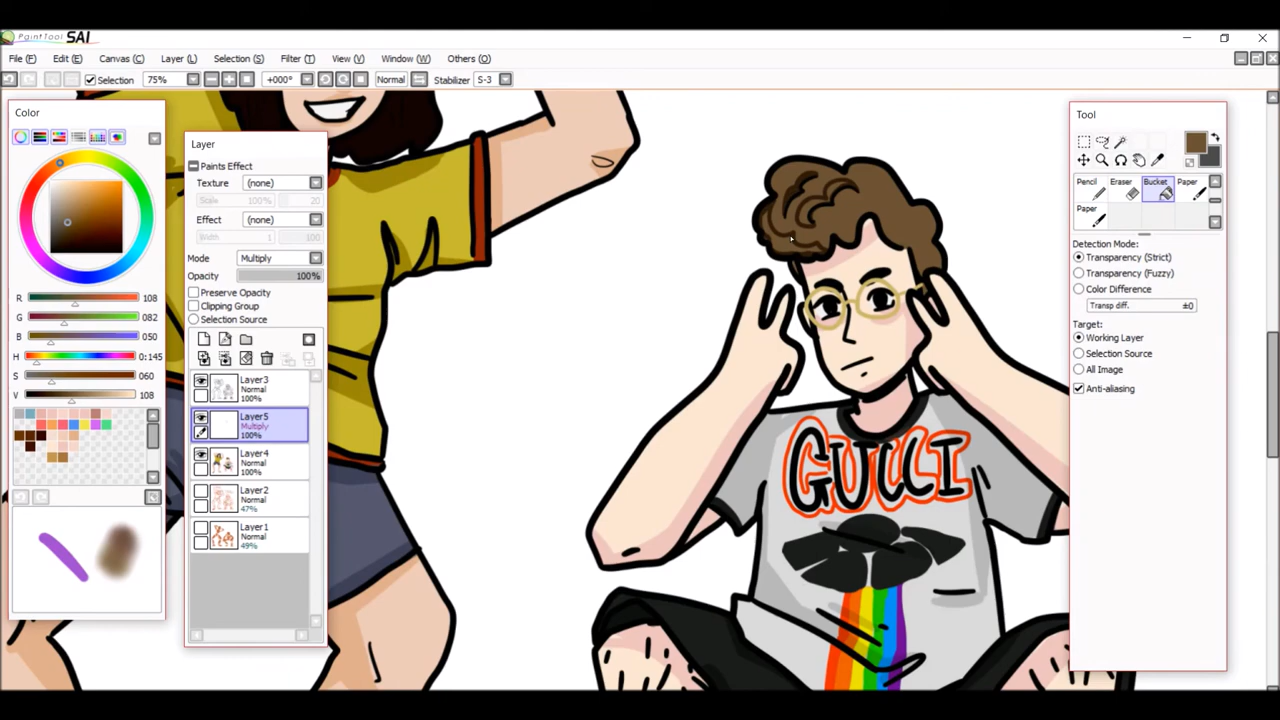 PaintTool SAI
File (F) Edit (E) Canvas (C) Layer (L) Selection (S) Filter (T) View (V) Window (W) Others (O)
Selection 75% +000° Normal Stabilizer S-3
Color
R 108
G 082
B 050
H 0:145
S 060
V 108
Layer
Paints Effect
Texture (none)
Scale 100% 20
Effect (none)
Width 1 100
Mode Multiply
Opacity 100%
Preserve Opacity
Clipping Group
Selection Source
Layer3
Normal
100%
Layer5
Multiply
100%
Layer4
Normal
100%
Layer2
Normal
47%
Layer1
Normal
49%
GUCCI
Tool
Pencil Eraser Bucket Paper
Paper
Detection Mode:
Transparency (Strict)
Transparency (Fuzzy)
Color Difference
Transp diff. ±0
Target:
Working Layer
Selection Source
All Image
Anti-aliasing